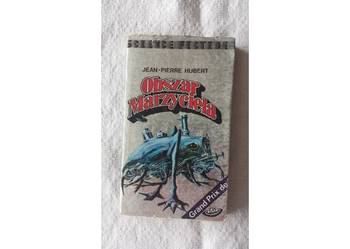 SCIENCE FICTION
JEAN-PIERRE HUBERT
Obszar
Marzyciela
Grand Prix de